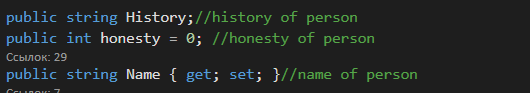 public string History;//history of person
public int honesty = 0; //honesty of person
Ссылок: 29
public string Name { get; set; }//name of person
Ссылок: 7